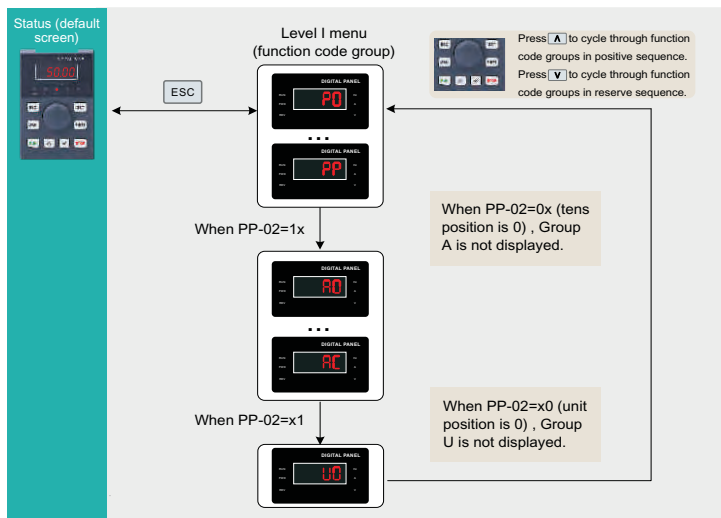 Status (default
screen)
50.00
ESC
Level I menu
(function code group)
Press ∧ to cycle through function
code groups in positive sequence.
Press ∨ to cycle through function
code groups in reserve sequence.
DIGITAL PANEL
P0
...
DIGITAL PANEL
PP
When PP-02=1x
When PP-02=0x (tens
position is 0) , Group
A is not displayed.
DIGITAL PANEL
A0
...
DIGITAL PANEL
AC
When PP-02=x1
When PP-02=x0 (unit
position is 0) , Group
U is not displayed.
DIGITAL PANEL
U0